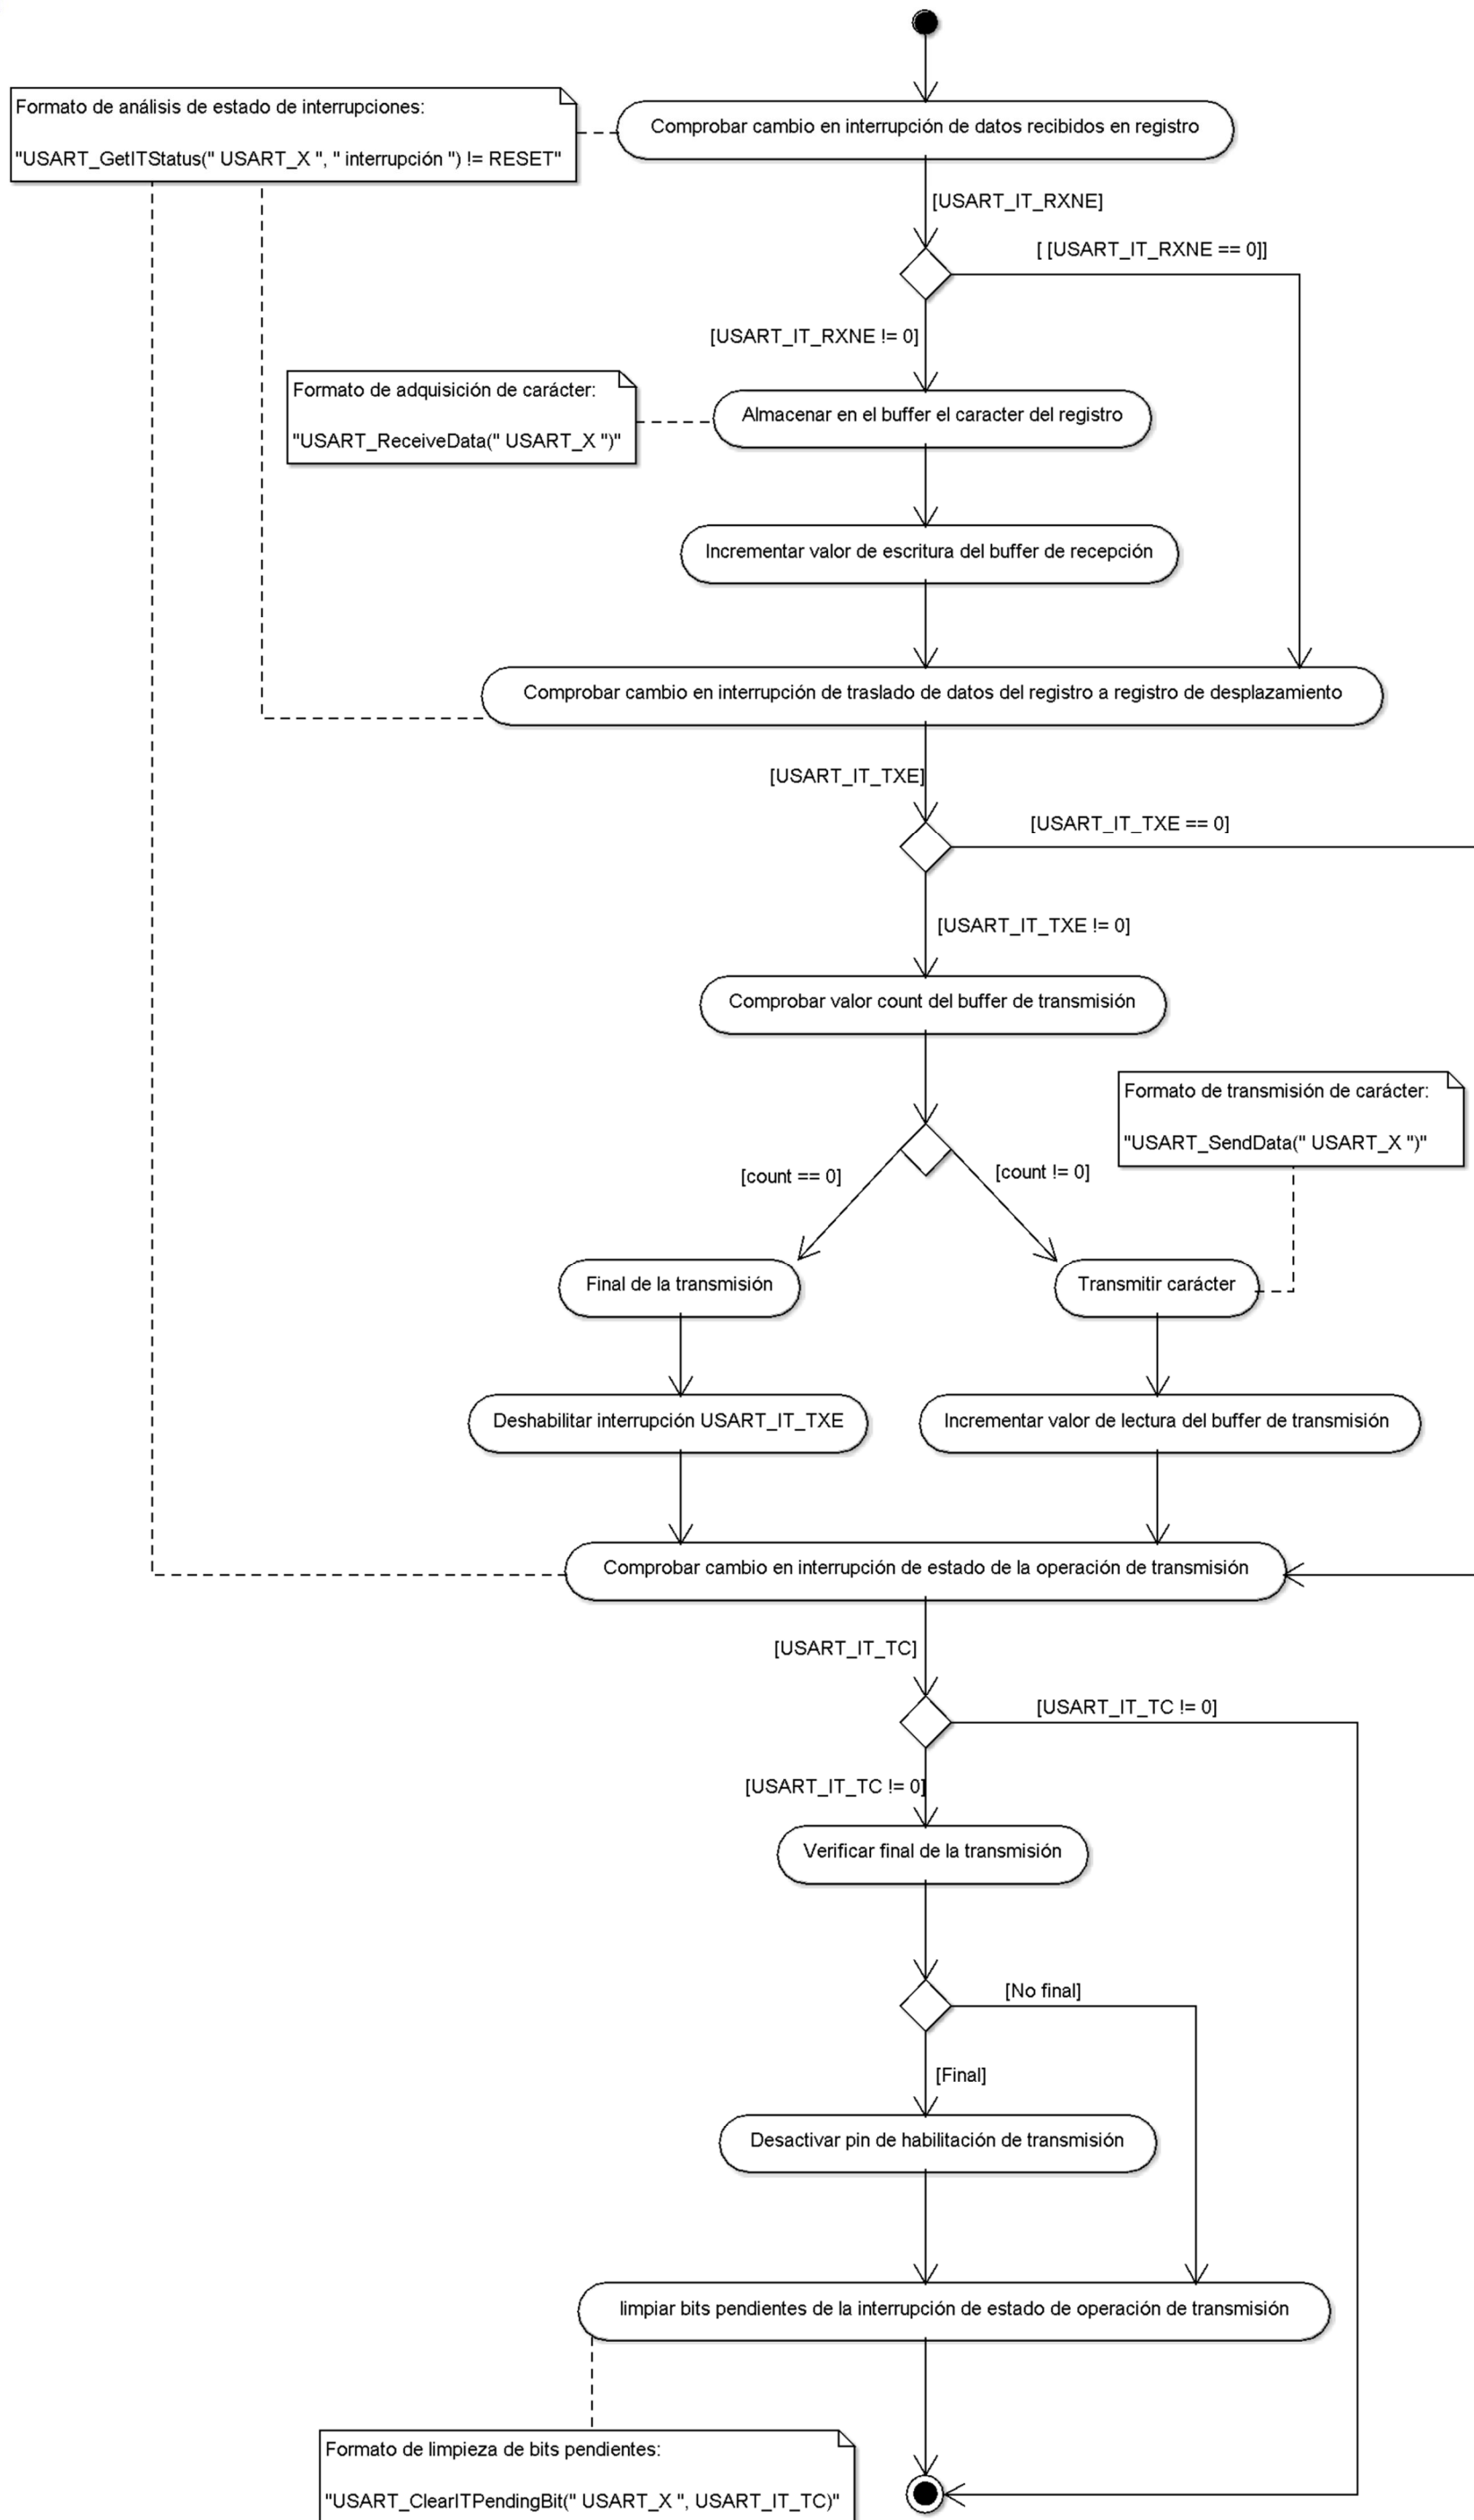 Formato de análisis de estado de interrupciones:
"USART_GetITStatus(" USART_X ", " interrupción ") != RESET"
Comprobar cambio en interrupción de datos recibidos en registro
[USART_IT_RXNE]
[ [USART_IT_RXNE == 0]]
[USART_IT_RXNE != 0]
Formato de adquisición de carácter:
"USART_ReceiveData(" USART_X ")"
Almacenar en el buffer el caracter del registro
Incrementar valor de escritura del buffer de recepción
Comprobar cambio en interrupción de traslado de datos del registro a registro de desplazamiento
[USART_IT_TXE]
[USART_IT_TXE == 0]
[USART_IT_TXE != 0]
Comprobar valor count del buffer de transmisión
Formato de transmisión de carácter:
"USART_SendData(" USART_X ")"
[count == 0]
[count != 0]
Final de la transmisión
Transmitir carácter
Deshabilitar interrupción USART_IT_TXE
Incrementar valor de lectura del buffer de transmisión
Comprobar cambio en interrupción de estado de la operación de transmisión
[USART_IT_TC]
[USART_IT_TC != 0]
[USART_IT_TC != 0]
Verificar final de la transmisión
[No final]
[Final]
Desactivar pin de habilitación de transmisión
limpiar bits pendientes de la interrupción de estado de operación de transmisión
Formato de limpieza de bits pendientes:
"USART_ClearITPendingBit(" USART_X ", USART_IT_TC)"